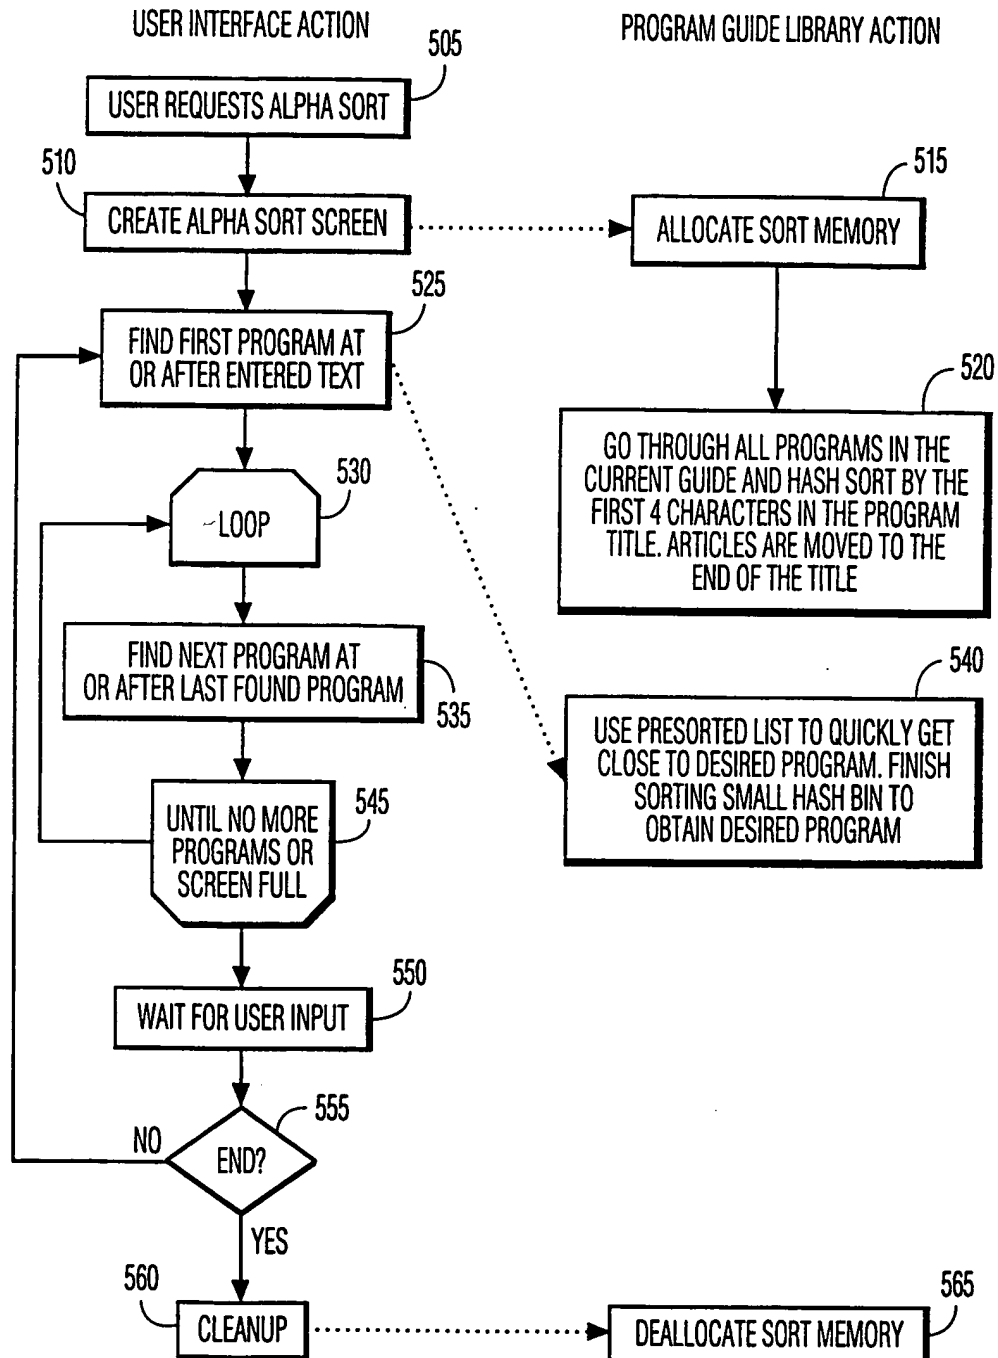 USER INTERFACE ACTION
PROGRAM GUIDE LIBRARY ACTION
505
USER REQUESTS ALPHA SORT
510
CREATE ALPHA SORT SCREEN
515
ALLOCATE SORT MEMORY
525
FIND FIRST PROGRAM AT
OR AFTER ENTERED TEXT
520
GO THROUGH ALL PROGRAMS IN THE
CURRENT GUIDE AND HASH SORT BY THE
FIRST 4 CHARACTERS IN THE PROGRAM
TITLE. ARTICLES ARE MOVED TO THE
END OF THE TITLE
530
LOOP
FIND NEXT PROGRAM AT
OR AFTER LAST FOUND PROGRAM
535
540
USE PRESORTED LIST TO QUICKLY GET
CLOSE TO DESIRED PROGRAM. FINISH
SORTING SMALL HASH BIN TO
OBTAIN DESIRED PROGRAM
545
UNTIL NO MORE
PROGRAMS OR
SCREEN FULL
550
WAIT FOR USER INPUT
555
NO
END?
YES
560
CLEANUP
565
DEALLOCATE SORT MEMORY